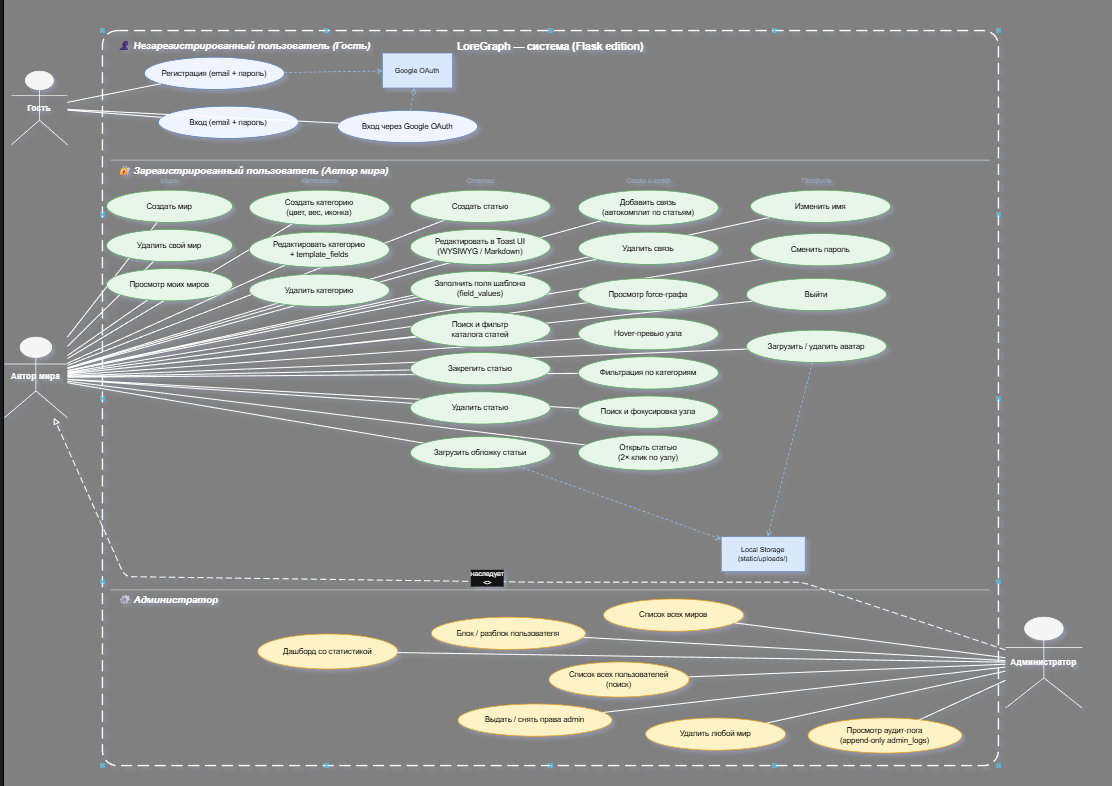 Незарегистрированный пользователь (Гость)
LoreGraph — система (Flask edition)
Регистрация (email + пароль)
Google OAuth
Гость
Вход (email + пароль)
Вход через Google OAuth
Зарегистрированный пользователь (Автор мира)
Миры
Категории
Статьи
Связи и граф
Профиль
Создать мир
Создать категорию
(цвет, вес, иконка)
Создать статью
Добавить связь
(автокомплит по статьям)
Изменить имя
Удалить свой мир
Редактировать категорию
+ template_fields
Редактировать в Toast UI
(WYSIWYG / Markdown)
Удалить связь
Сменить пароль
Просмотр моих миров
Удалить категорию
Заполнить поля шаблона
(field_values)
Просмотр force-графа
Выйти
Поиск и фильтр
каталога статей
Hover-превью узла
Загрузить / удалить аватар
Автор мира
Закрепить статью
Фильтрация по категориям
Удалить статью
Поиск и фокусировка узла
Загрузить обложку статьи
Открыть статью
(2× клик по узлу)
Local Storage
(static/uploads/)
наследует
<>
Администратор
Список всех миров
Блок / разблок пользователя
Дашборд со статистикой
Администратор
Список всех пользователей
(поиск)
Выдать / снять права admin
Удалить любой мир
Просмотр аудит-лога
(append-only admin_logs)